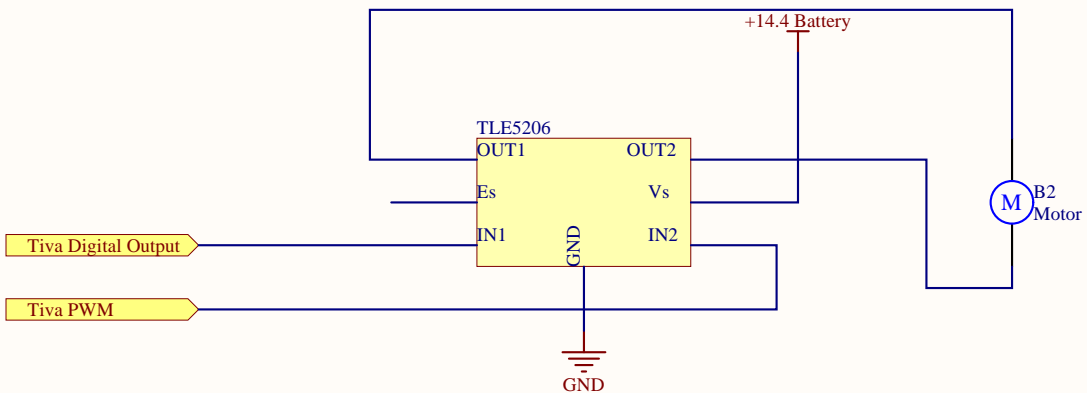 +14.4 Battery
TLE5206
OUT1
OUT2
Es
Vs
M
B2
Motor
IN1
GND
IN2
Tiva Digital Output
Tiva PWM
GND